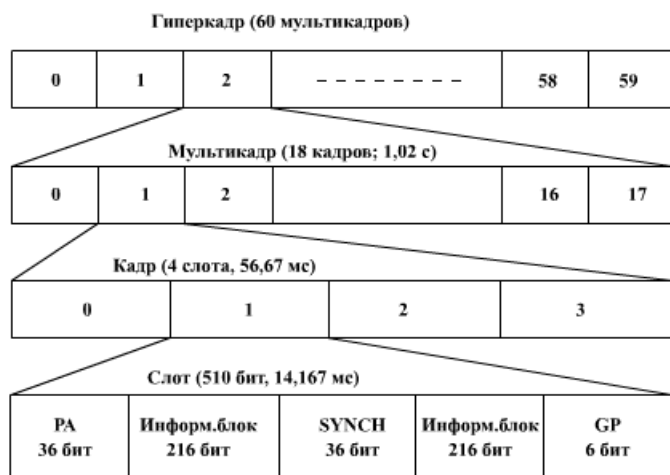 Гиперкадр (60 мультикадров)
0 1 2 58 59
Мультикадр (18 кадров; 1,02 с)
0 1 2 16 17
Кадр (4 слота, 56,67 мс)
0 1 2 3
Слот (510 бит, 14,167 мс)
PA Информ.блок SYNCH Информ.блок GP
36 бит 216 бит 36 бит 216 бит 6 бит